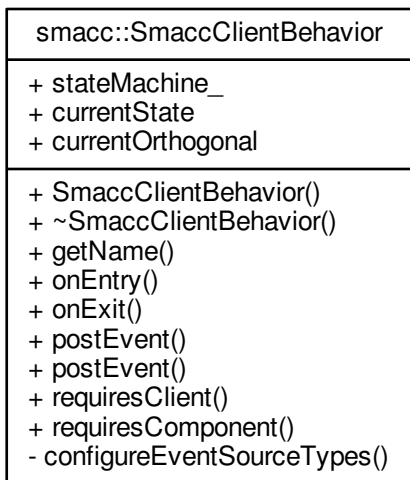 smacc::SmaccClientBehavior
+ stateMachine_
+ currentState
+ currentOrthogonal
+ SmaccClientBehavior()
+ ~SmaccClientBehavior()
+ getName()
+ onEntry()
+ onExit()
+ postEvent()
+ postEvent()
+ requiresClient()
+ requiresComponent()
- configureEventSourceTypes()